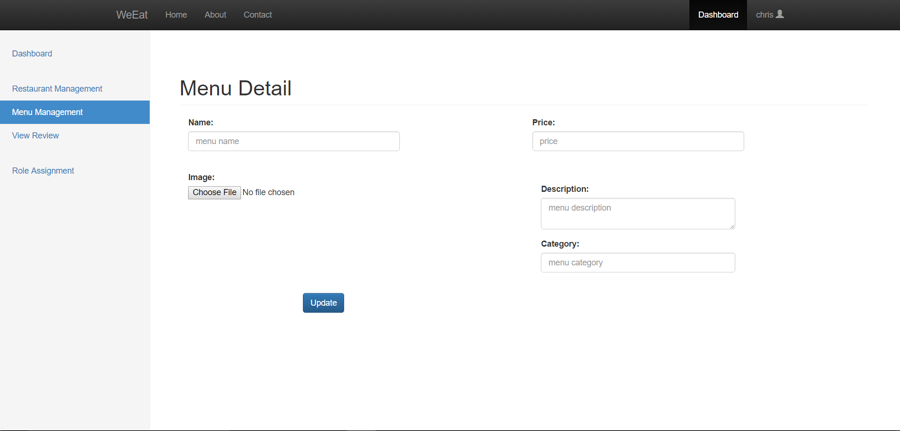 WeEat Home About Contact Dashboard chris
Dashboard
Restaurant Management
Menu Management
View Review
Role Assignment
Menu Detail
Name: Price:
menu name price
Image:
Choose File No file chosen
Description:
menu description
Category:
menu category
Update